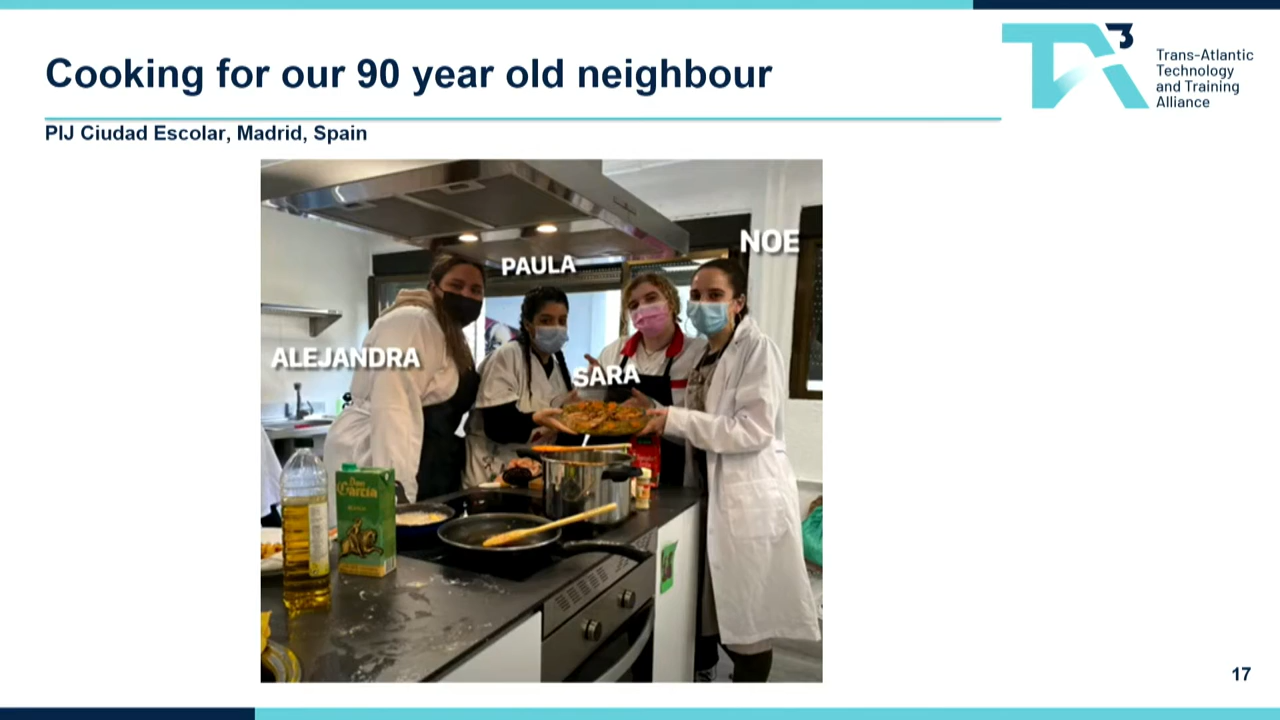 Cooking for our 90 year old neighbour
TA3
Trans-Atlantic
Technology
and Training
Alliance
PIJ Ciudad Escolar, Madrid, Spain
NOE
PAULA
ALEJANDRA
SARA
Don
García
17